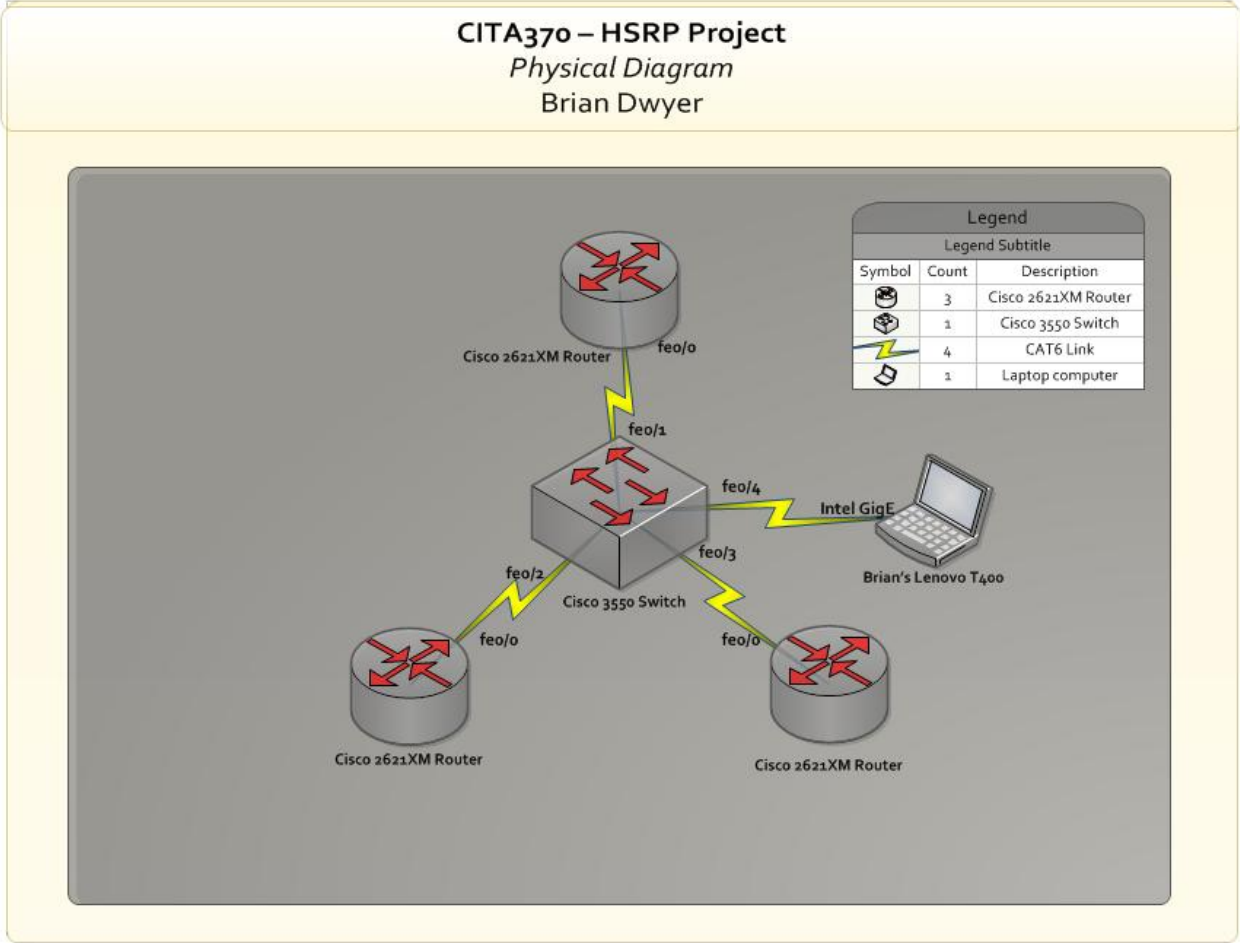 CITA370 – HSRP Project
Physical Diagram
Brian Dwyer
Legend
Legend Subtitle
Symbol Count Description
3 Cisco 2621XM Router
1 Cisco 3550 Switch
4 CAT6 Link
1 Laptop computer
Cisco 2621XM Router
fe0/0
fe0/1
fe0/4
Intel GigE
Brian's Lenovo T400
fe0/3
fe0/2
Cisco 3550 Switch
fe0/0
fe0/0
Cisco 2621XM Router
Cisco 2621XM Router